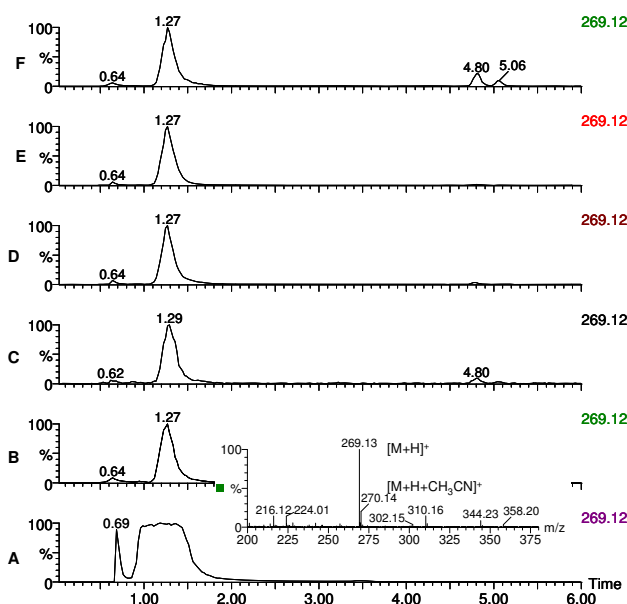 1.27 269.12
100
F % 0.64 4.80 5.06
0
1.27 269.12
100
E %
0.64
0
1.27 269.12
100
D %
0.64
0
1.29 269.12
100
C %
0.62 4.80
0
1.27 269.12
100
B %
0.64
0
269.13 [M+H]+
100
[M+H+CH3CN]+
%
270.14
216.12 224.01 302.15 310.16 344.23 358.20
0 m/z
200 225 250 275 300 325 350 375
0.69 269.12
100
A %
0 Time
1.00 2.00 3.00 4.00 5.00 6.00